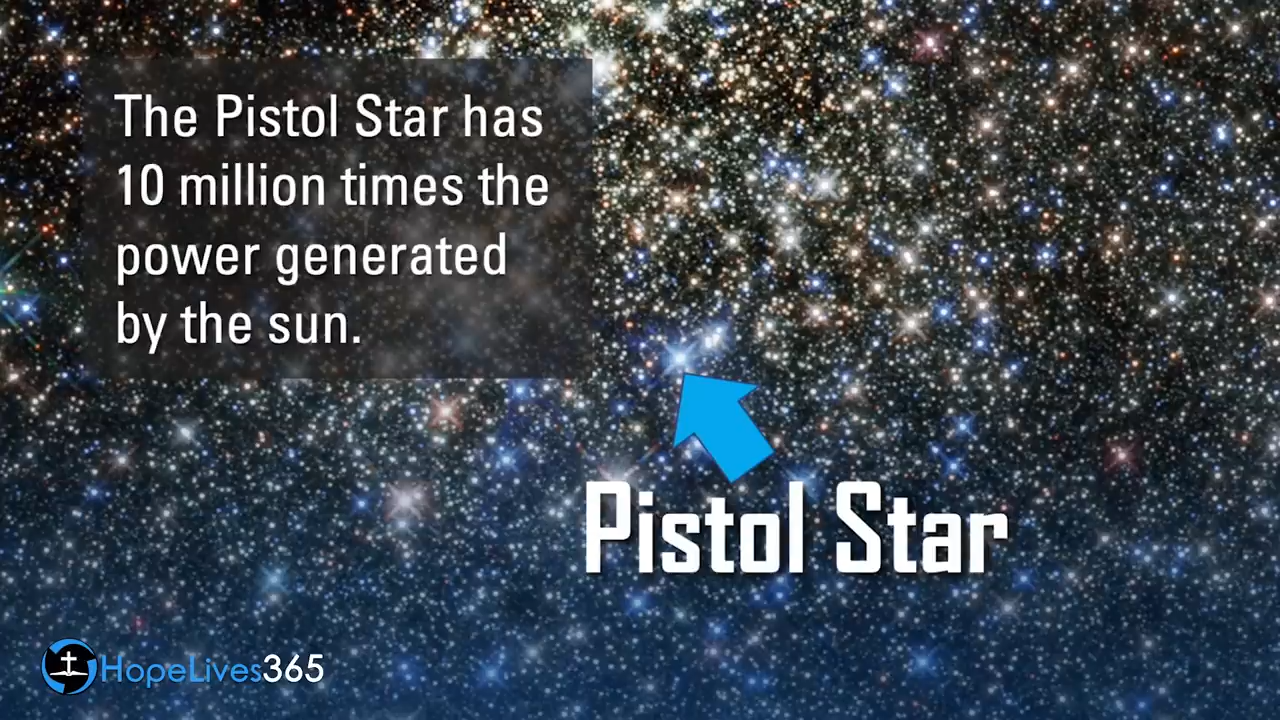 The Pistol Star has
10 million times the
power generated
by the sun.
Pistol Star
HopeLives365